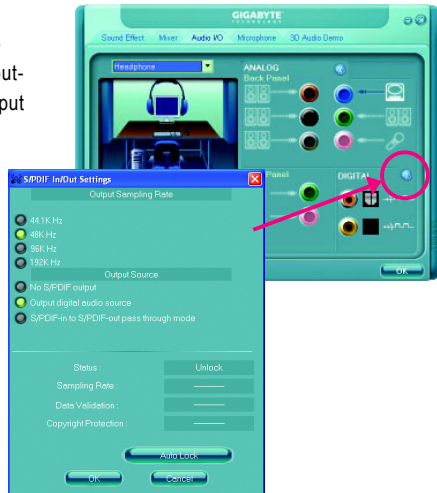 out-
put
GIGABYTE
TECHNOLOGY
Sound Effect Mixer Audio I/O Microphone 3D Audio Demo
Headphone
ANALOG
Back Panel
Panel
DIGITAL
OK
S/PDIF In/Out Settings
Output Sampling Rate
44.1K Hz
48K Hz
96K Hz
192K Hz
Output Source
No S/PDIF output
Output digital audio source
S/PDIF-in to S/PDIF-out pass through mode
Status : Unlock
Sampling Rate :
Data Validation :
Copyright Protection :
Auto Lock
OK Cancel